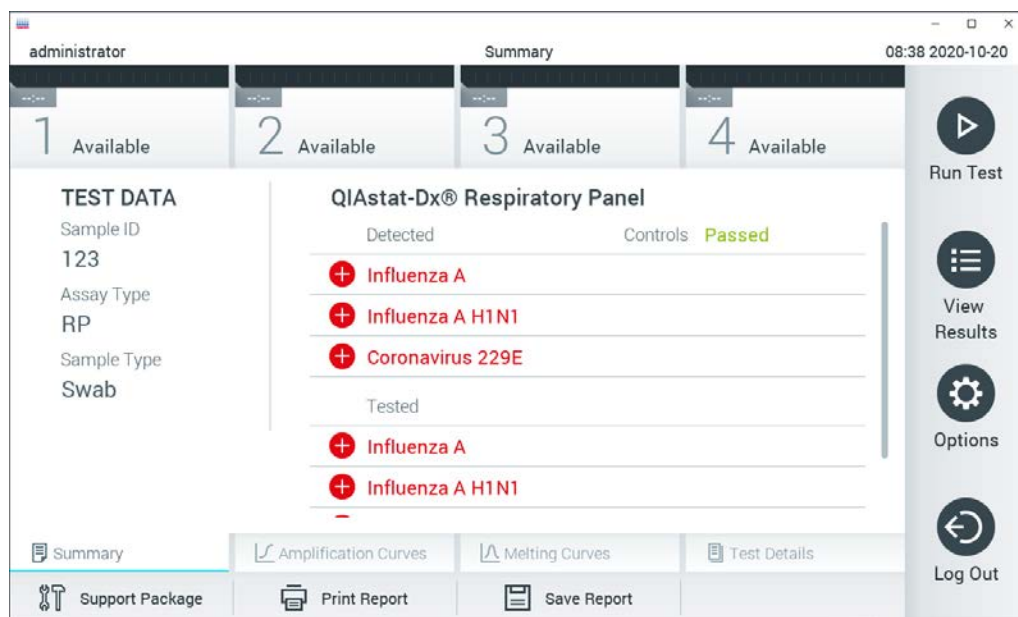 administrator Summary 08:38 2020-10-20
--:-- --:-- --:-- --:--
1 Available 2 Available 3 Available 4 Available
Run Test
TEST DATA
Sample ID
123
Assay Type
RP
Sample Type
Swab
QIAstat-Dx® Respiratory Panel
Detected Controls Passed
Influenza A
Influenza A H1N1
Coronavirus 229E
Tested
Influenza A
Influenza A H1N1
View
Results
Options
Log Out
Summary Amplification Curves Melting Curves Test Details
Support Package Print Report Save Report